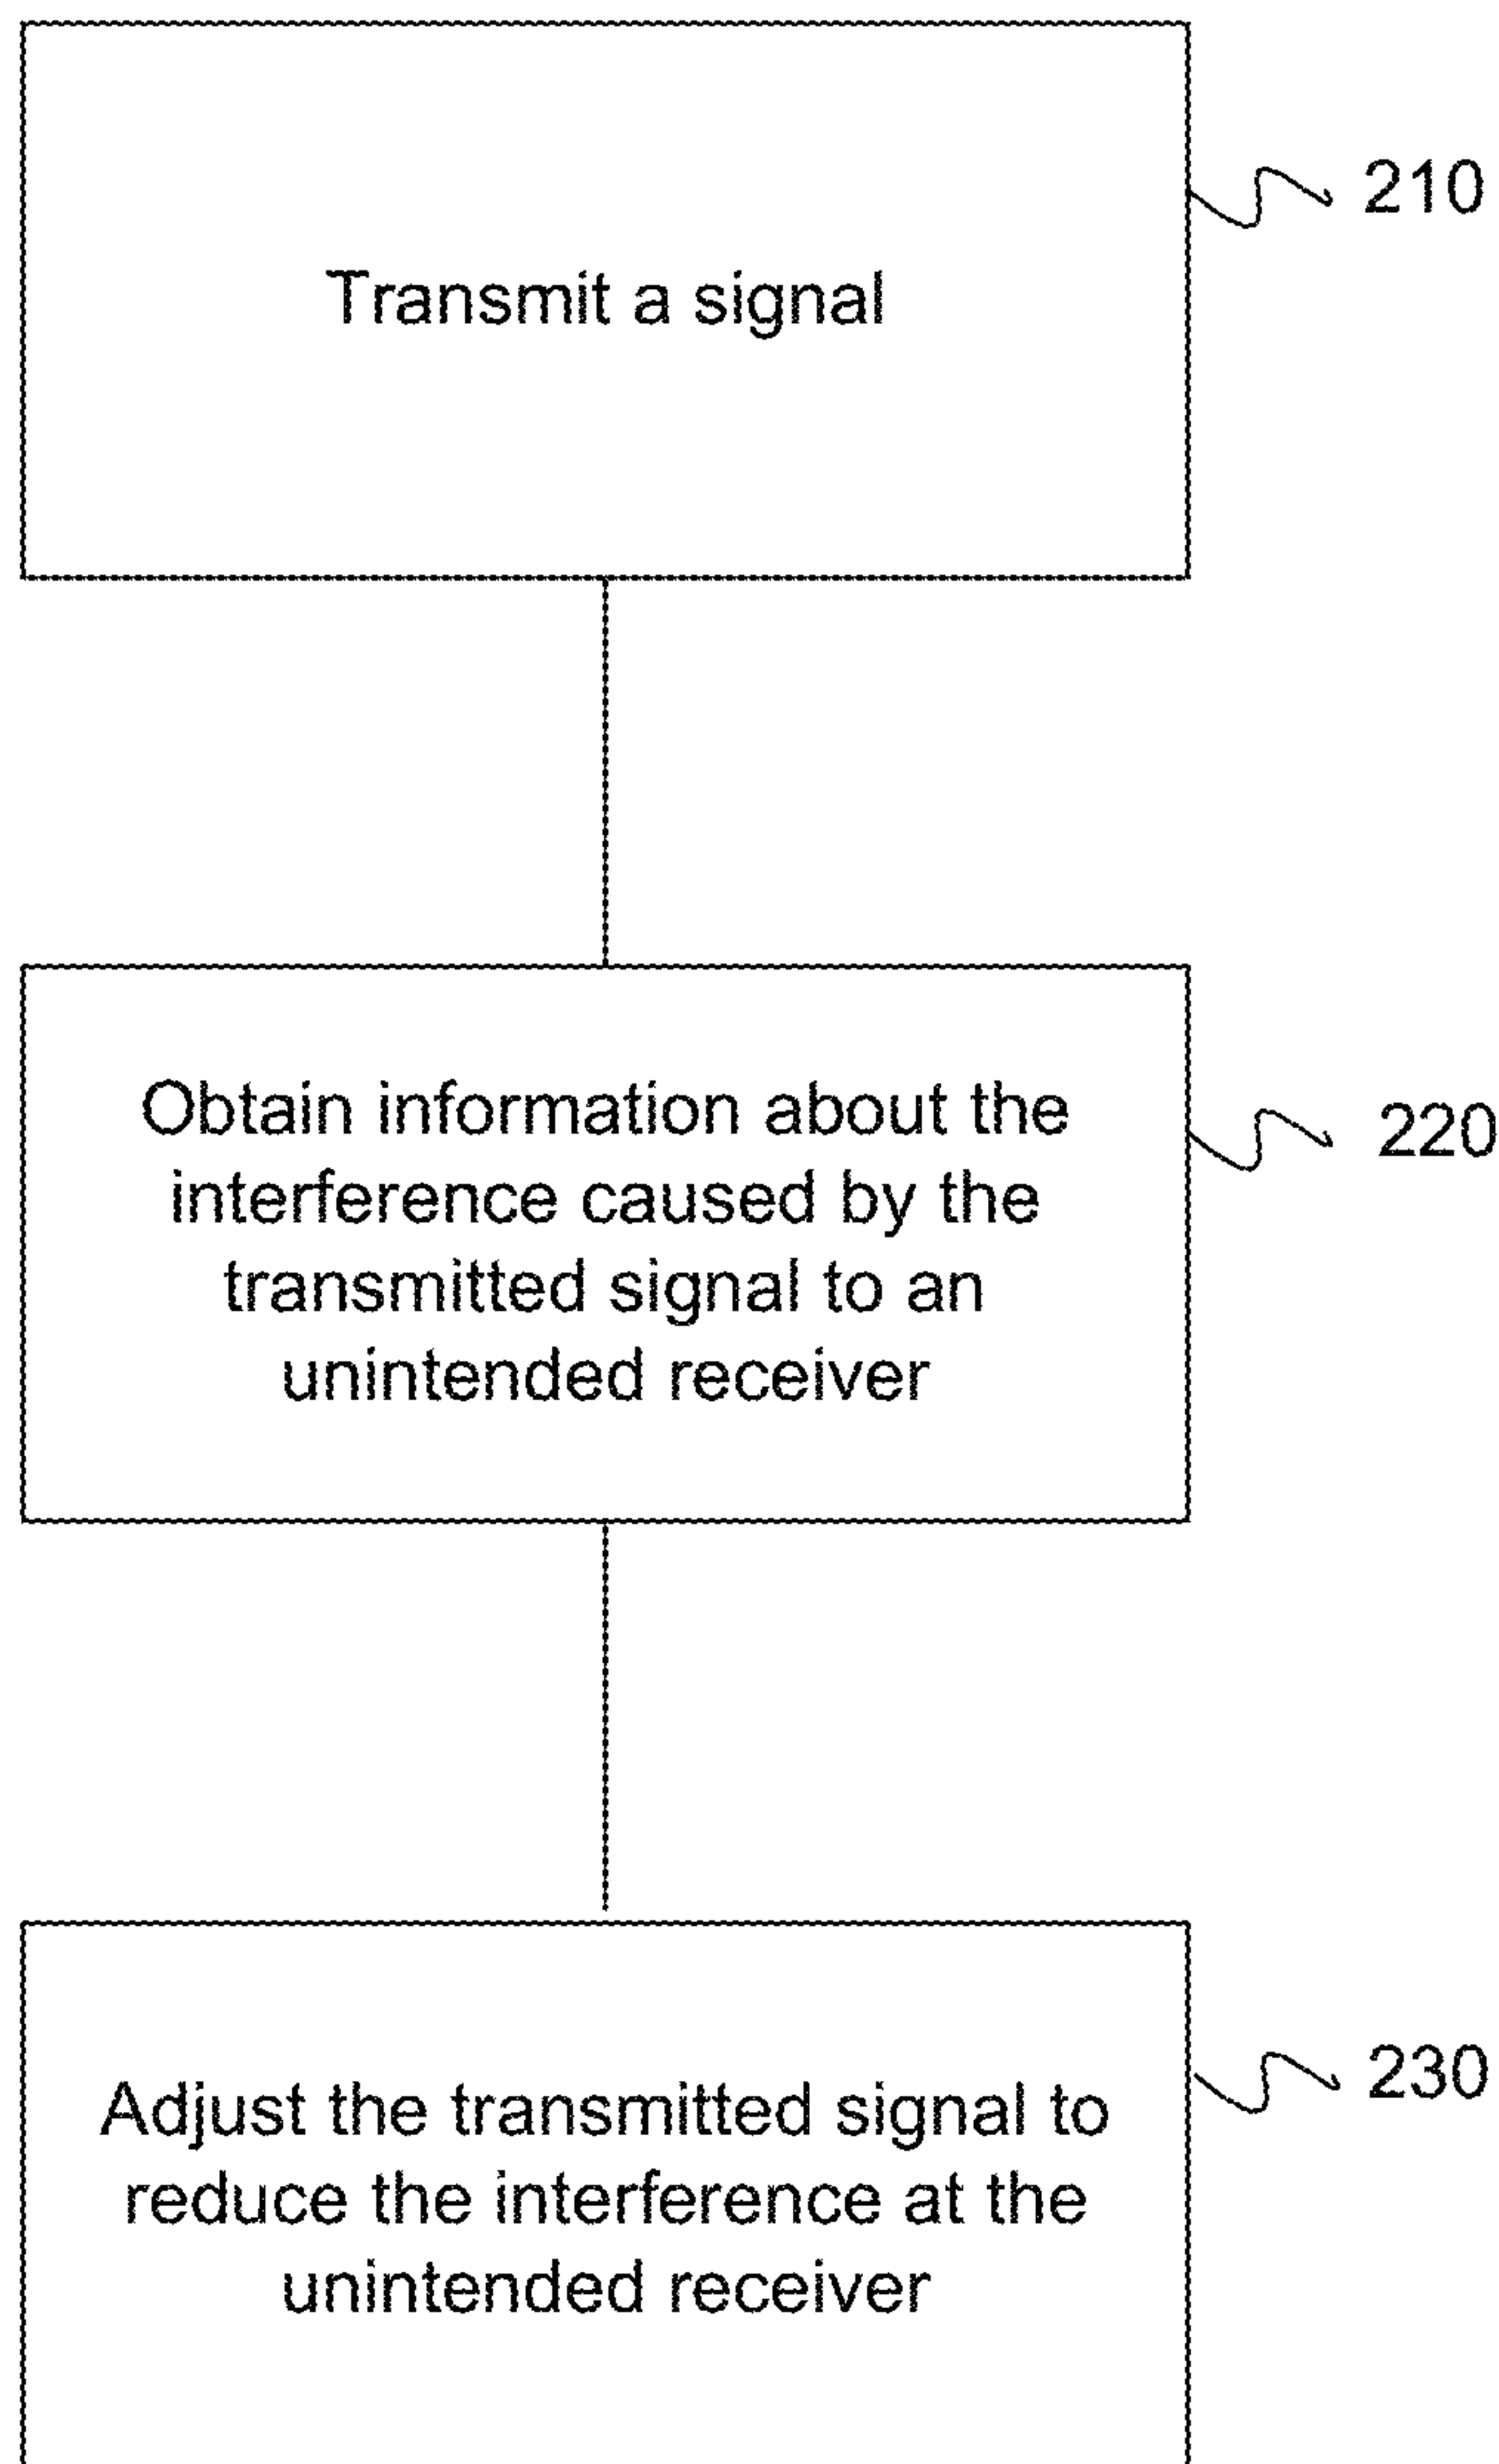 Transmit a signal
210
Obtain information about the
interference caused by the
transmitted signal to an
unintended receiver
220
Adjust the transmitted signal to
reduce the interference at the
unintended receiver
230